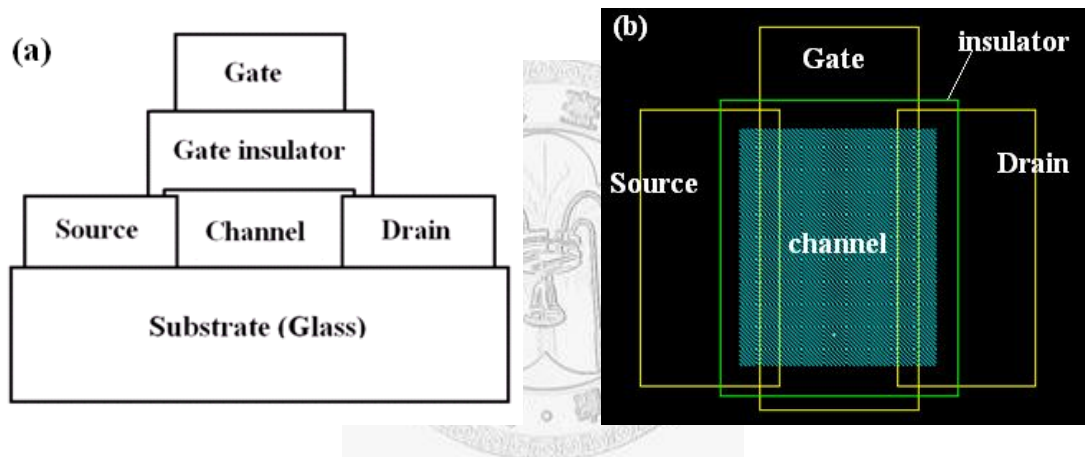 (a)
Gate
Gate insulator
Source
Channel
Drain
Substrate (Glass)
(b)
insulator
Gate
Source
Drain
channel